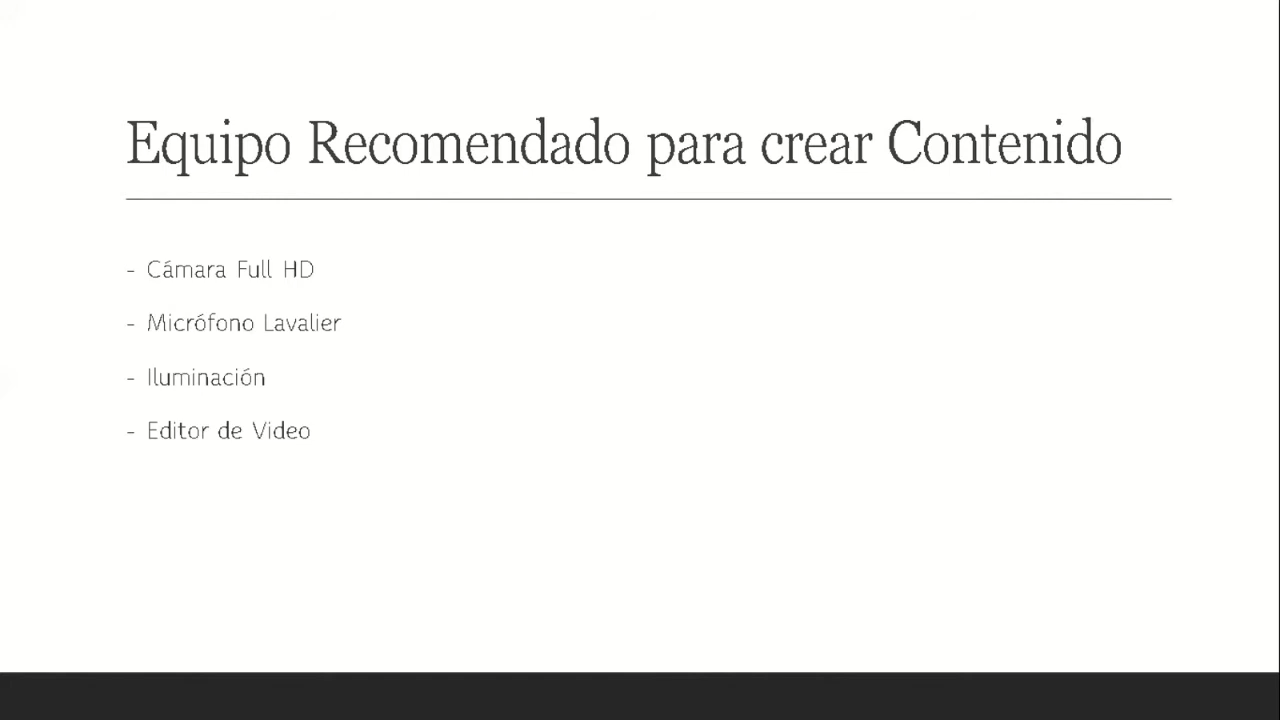 Equipo Recomendado para crear Contenido
- Cámara Full HD
- Micrófono Lavalier
- Iluminación
- Editor de Video